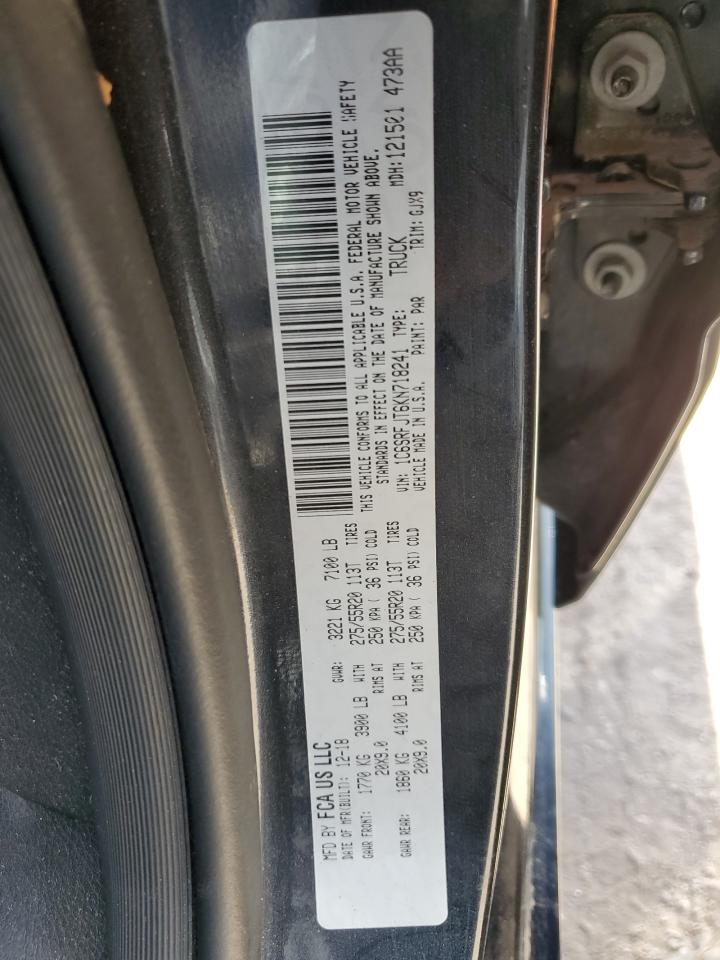 MFD BY FCA US LLC
DATE OF MFR(BUILT): 12-18 GVWR: 3221 KG 7100 LB
GAWR FRONT: 1770 KG 3900 LB WITH 275/55R20 113T TIRES
20X9.0 RIMS AT 250 KPA ( 36 PSI) COLD
GAWR REAR: 1860 KG 4100 LB WITH 275/55R20 113T TIRES
20X9.0 RIMS AT 250 KPA ( 36 PSI) COLD
THIS VEHICLE CONFORMS TO ALL APPLICABLE U.S.A. FEDERAL MOTOR VEHICLE SAFETY
STANDARDS IN EFFECT ON THE DATE OF MANUFACTURE SHOWN ABOVE.
VIN: 1C6SRFJT6KN718241 TYPE: TRUCK MDH:121501 473AA
VEHICLE MADE IN U.S.A. PAINT: PAR TRIM: GJX9